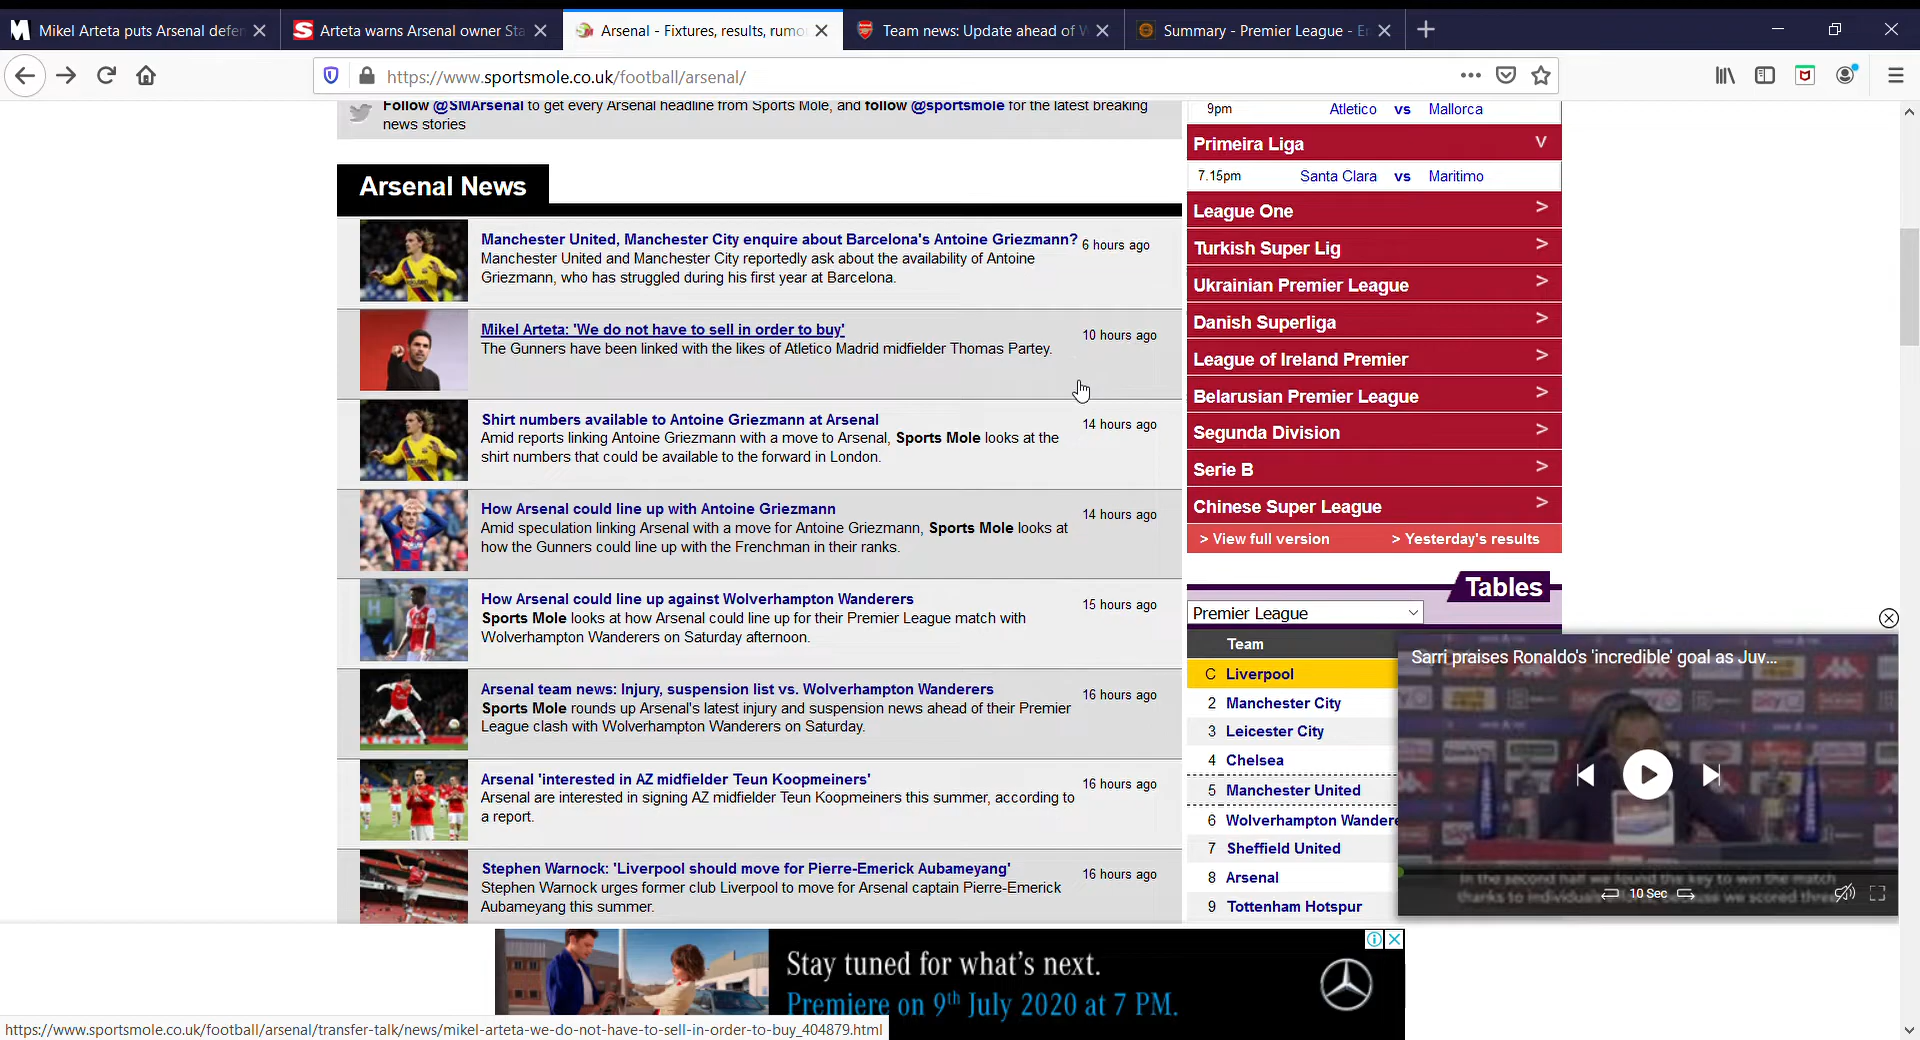 Mikel Arteta puts Arsenal defen
Arteta warns Arsenal owner Sta
Arsenal - Fixtures, results, rumo
Team news: Update ahead of W
Summary - Premier League - E
https://www.sportsmole.co.uk/football/arsenal/
Follow @SMArsenal to get every Arsenal headline from Sports Mole, and follow @sportsmole for the latest breaking
news stories
Arsenal News
Manchester United, Manchester City enquire about Barcelona's Antoine Griezmann?
6 hours ago
Manchester United and Manchester City reportedly ask about the availability of Antoine
Griezmann, who has struggled during his first year at Barcelona.
Mikel Arteta: 'We do not have to sell in order to buy'
10 hours ago
The Gunners have been linked with the likes of Atletico Madrid midfielder Thomas Partey.
Shirt numbers available to Antoine Griezmann at Arsenal
14 hours ago
Amid reports linking Antoine Griezmann with a move to Arsenal, Sports Mole looks at the
shirt numbers that could be available to the forward in London.
How Arsenal could line up with Antoine Griezmann
14 hours ago
Amid speculation linking Arsenal with a move for Antoine Griezmann, Sports Mole looks at
how the Gunners could line up with the Frenchman in their ranks.
How Arsenal could line up against Wolverhampton Wanderers
15 hours ago
Sports Mole looks at how Arsenal could line up for their Premier League match with
Wolverhampton Wanderers on Saturday afternoon.
Arsenal team news: Injury, suspension list vs. Wolverhampton Wanderers
16 hours ago
Sports Mole rounds up Arsenal's latest injury and suspension news ahead of their Premier
League clash with Wolverhampton Wanderers on Saturday.
Arsenal 'interested in AZ midfielder Teun Koopmeiners'
16 hours ago
Arsenal are interested in signing AZ midfielder Teun Koopmeiners this summer, according to
a report.
Stephen Warnock: 'Liverpool should move for Pierre-Emerick Aubameyang'
16 hours ago
Stephen Warnock urges former club Liverpool to move for Arsenal captain Pierre-Emerick
Aubameyang this summer.
9pm Atletico vs Mallorca
Primeira Liga V
7.15pm Santa Clara vs Maritimo
League One >
Turkish Super Lig >
Ukrainian Premier League >
Danish Superliga >
League of Ireland Premier >
Belarusian Premier League >
Segunda Division >
Serie B >
Chinese Super League >
> View full version > Yesterday's results
Tables
Premier League
Team
C Liverpool
2 Manchester City
3 Leicester City
4 Chelsea
5 Manchester United
6 Wolverhampton Wandere
7 Sheffield United
8 Arsenal
9 Tottenham Hotspur
Sarri praises Ronaldo's 'incredible' goal as Juv...
In the second half we found the key to win the match
10 Sec
Stay tuned for what's next.
Premiere on 9th July 2020 at 7 PM.
https://www.sportsmole.co.uk/football/arsenal/transfer-talk/news/mikel-arteta-we-do-not-have-to-sell-in-order-to-buy_404879.html